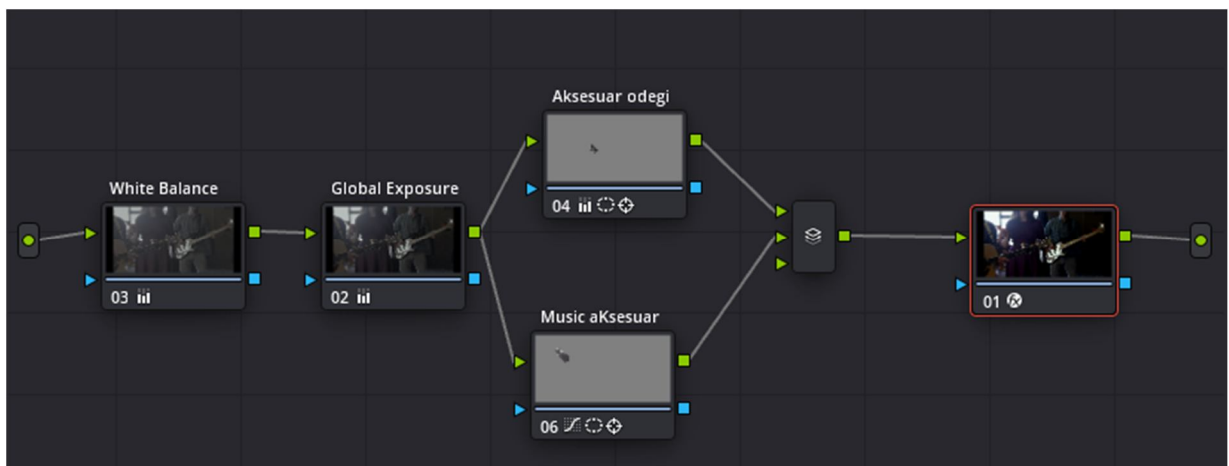 Aksesuar odegi
White Balance
Global Exposure
04
03
02
01
Music aKsesuar
06